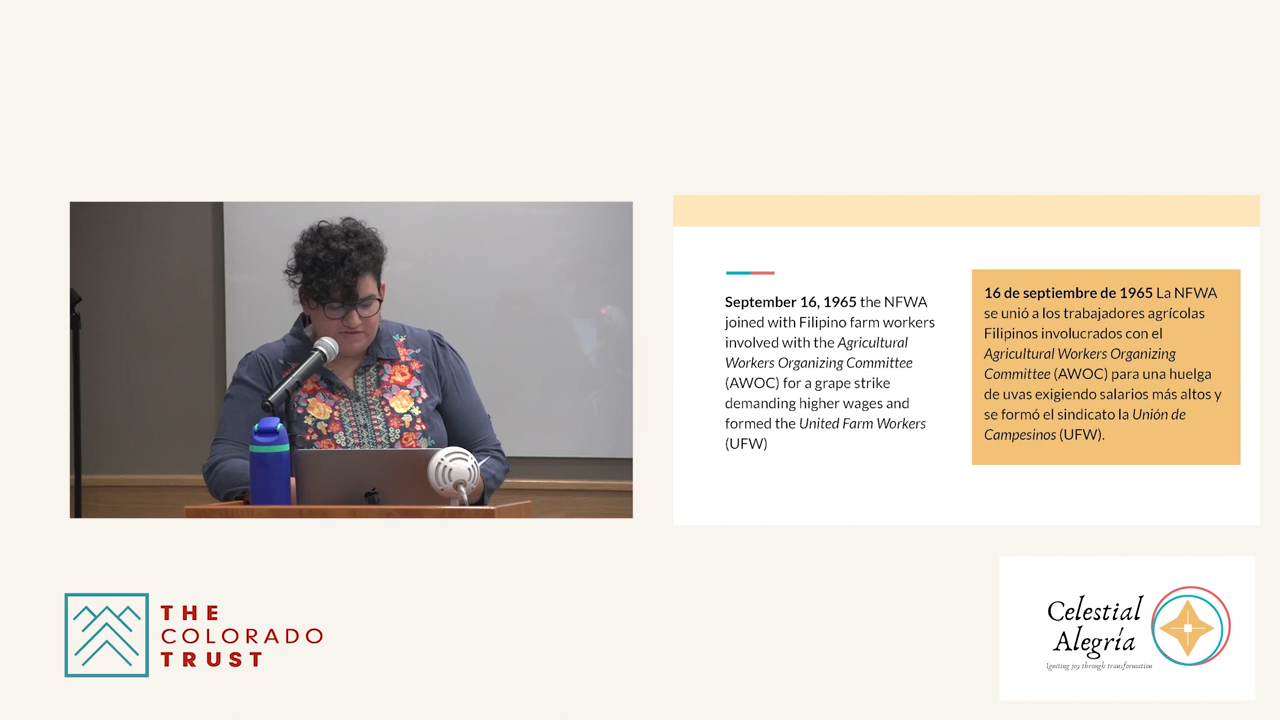 September 16, 1965 the NFWA
joined with Filipino farm workers
involved with the Agricultural
Workers Organizing Committee
(AWOC) for a grape strike
demanding higher wages and
formed the United Farm Workers
(UFW)
16 de septiembre de 1965 La NFWA
se unió a los trabajadores agrícolas
Filipinos involucrados con el
Agricultural Workers Organizing
Committee (AWOC) para una huelga
de uvas exigiendo salarios más altos y
se formó el sindicato la Unión de
Campesinos (UFW).
THE
COLORADO
TRUST
Celestial
Alegría
Igniting joy through transformation